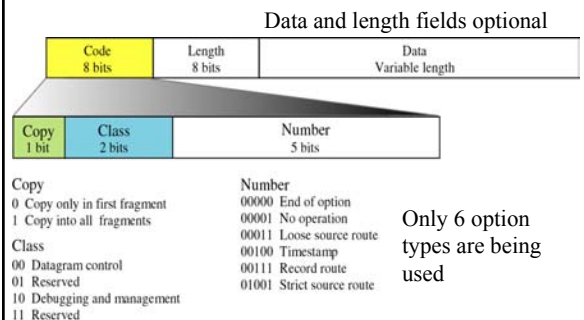 Data and length fields optional
Code
8 bits
Length
8 bits
Data
Variable length
Copy
1 bit
Class
2 bits
Number
5 bits
Copy
0 Copy only in first fragment
1 Copy into all fragments
Class
00 Datagram control
01 Reserved
10 Debugging and management
11 Reserved
Number
00000 End of option
00001 No operation
00011 Loose source route
00100 Timestamp
00111 Record route
01001 Strict source route
Only 6 option
types are being
used